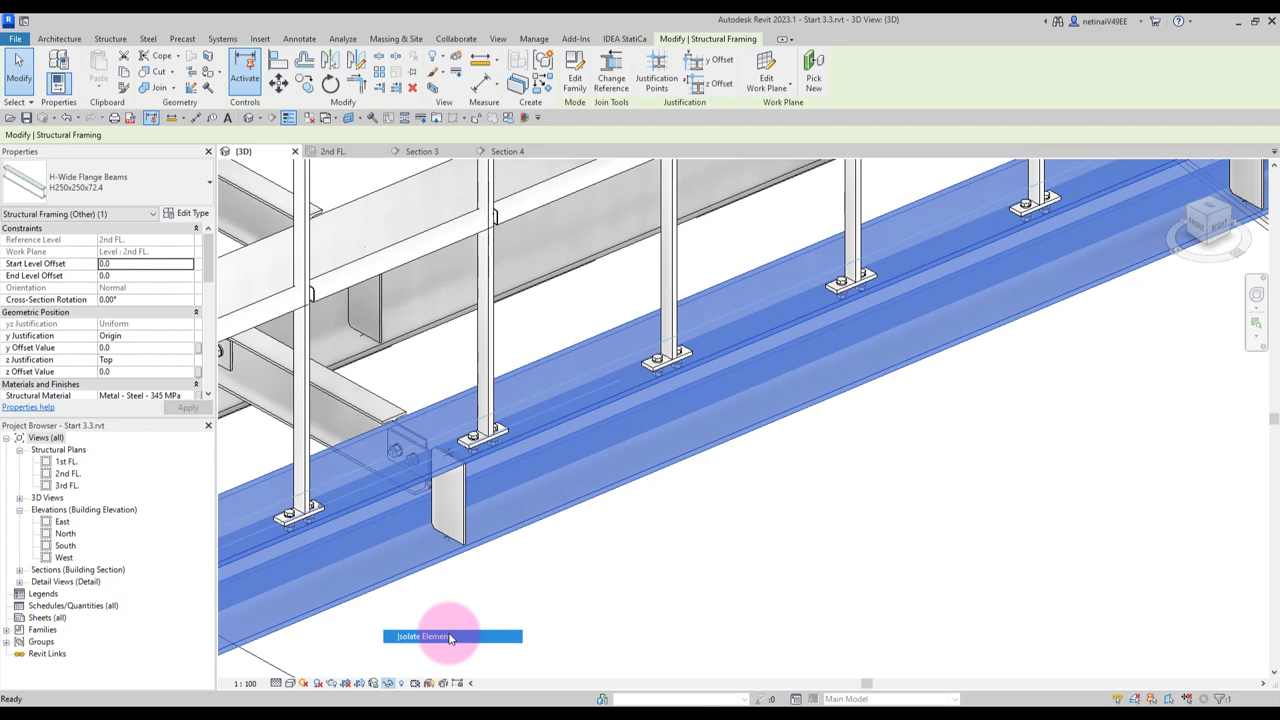 Autodesk Revit 2023.1 - Start 3.3.rvt - 3D View: {3D}
netinaiV49EE
File Architecture Structure Steel Precast Systems Insert Annotate Analyze Massing & Site Collaborate View Manage Add-Ins IDEA StatiCa Modify | Structural Framing
Cope
y Offset
Modify
Paste
Cut
Activate
Edit Family
Change Reference
Justification Points
z Offset
Edit Work Plane
Pick New
Join
Select Properties Clipboard Geometry Controls Modify View Measure Create Mode Join Tools Justification Work Plane
Modify | Structural Framing
Properties
{3D} 2nd FL. Section 3 Section 4
H-Wide Flange Beams
H250x250x72.4
Structural Framing (Other) (1) Edit Type
Constraints
Reference Level 2nd FL.
Work Plane Level : 2nd FL.
Start Level Offset 0.0
End Level Offset 0.0
Orientation Normal
Cross-Section Rotation 0.00°
Geometric Position
yz Justification Uniform
y Justification Origin
y Offset Value 0.0
z Justification Top
z Offset Value 0.0
Materials and Finishes
Structural Material Metal - Steel - 345 MPa
Properties help Apply
Project Browser - Start 3.3.rvt
Views (all)
Structural Plans
1st FL.
2nd FL.
3rd FL.
3D Views
Elevations (Building Elevation)
East
North
South
West
Sections (Building Section)
Detail Views (Detail)
Legends
Schedules/Quantities (all)
Sheets (all)
Families
Groups
Revit Links
FRONT RIGHT
Isolate Element
1 : 100
Ready
:0
Main Model
:1